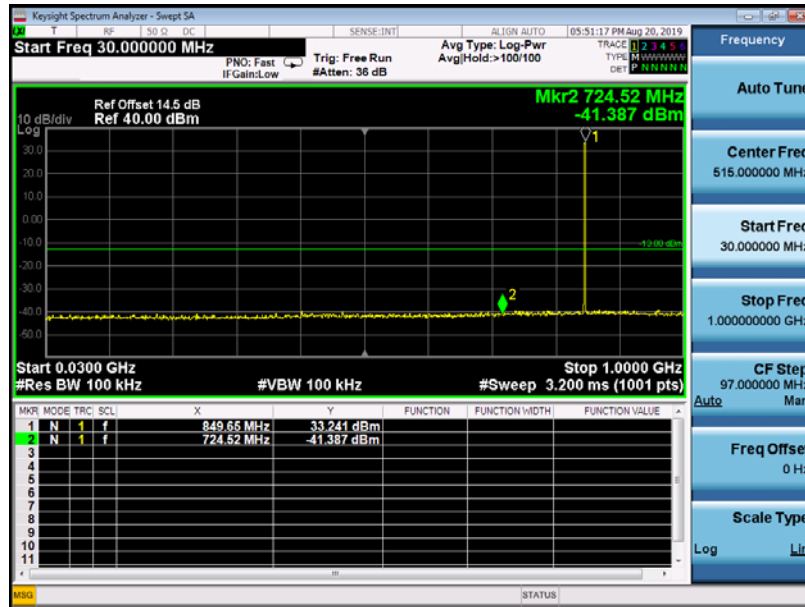 Keysight Spectrum Analyzer - Swept SA
T RF 50 Ω DC SENSE:INT ALIGN AUTO 05:51:17 PM Aug 20, 2019
Start Freq 30.000000 MHz
PNO: Fast
IFGain:Low
Trig: Free Run
#Atten: 36 dB
Avg Type: Log-Pwr
Avg|Hold:>100/100
TRACE 1 2 3 4 5 6
TYPE M WWWWW
DET P N N N N N
Ref Offset 14.5 dB
Ref 40.00 dBm
10 dB/div
Log
Mkr2 724.52 MHz
-41.387 dBm
30.0
20.0
10.0
0.00
-10.0
-20.0
-30.0
-40.0
-50.0
1
2
-13.00 dBm
Start 0.0300 GHz
Stop 1.0000 GHz
#Res BW 100 kHz
#VBW 100 kHz
#Sweep 3.200 ms (1001 pts)
MKR MODE TRC SCL X Y FUNCTION FUNCTION WIDTH FUNCTION VALUE
1 N 1 f 849.65 MHz 33.241 dBm
2 N 1 f 724.52 MHz -41.387 dBm
3
4
5
6
7
8
9
10
11
MSG
STATUS
Frequency
Auto Tune
Center Freq
515.000000 MHz
Start Freq
30.000000 MHz
Stop Freq
1.000000000 GHz
CF Step
97.000000 MHz
Auto Man
Freq Offset
0 Hz
Scale Type
Log Lin